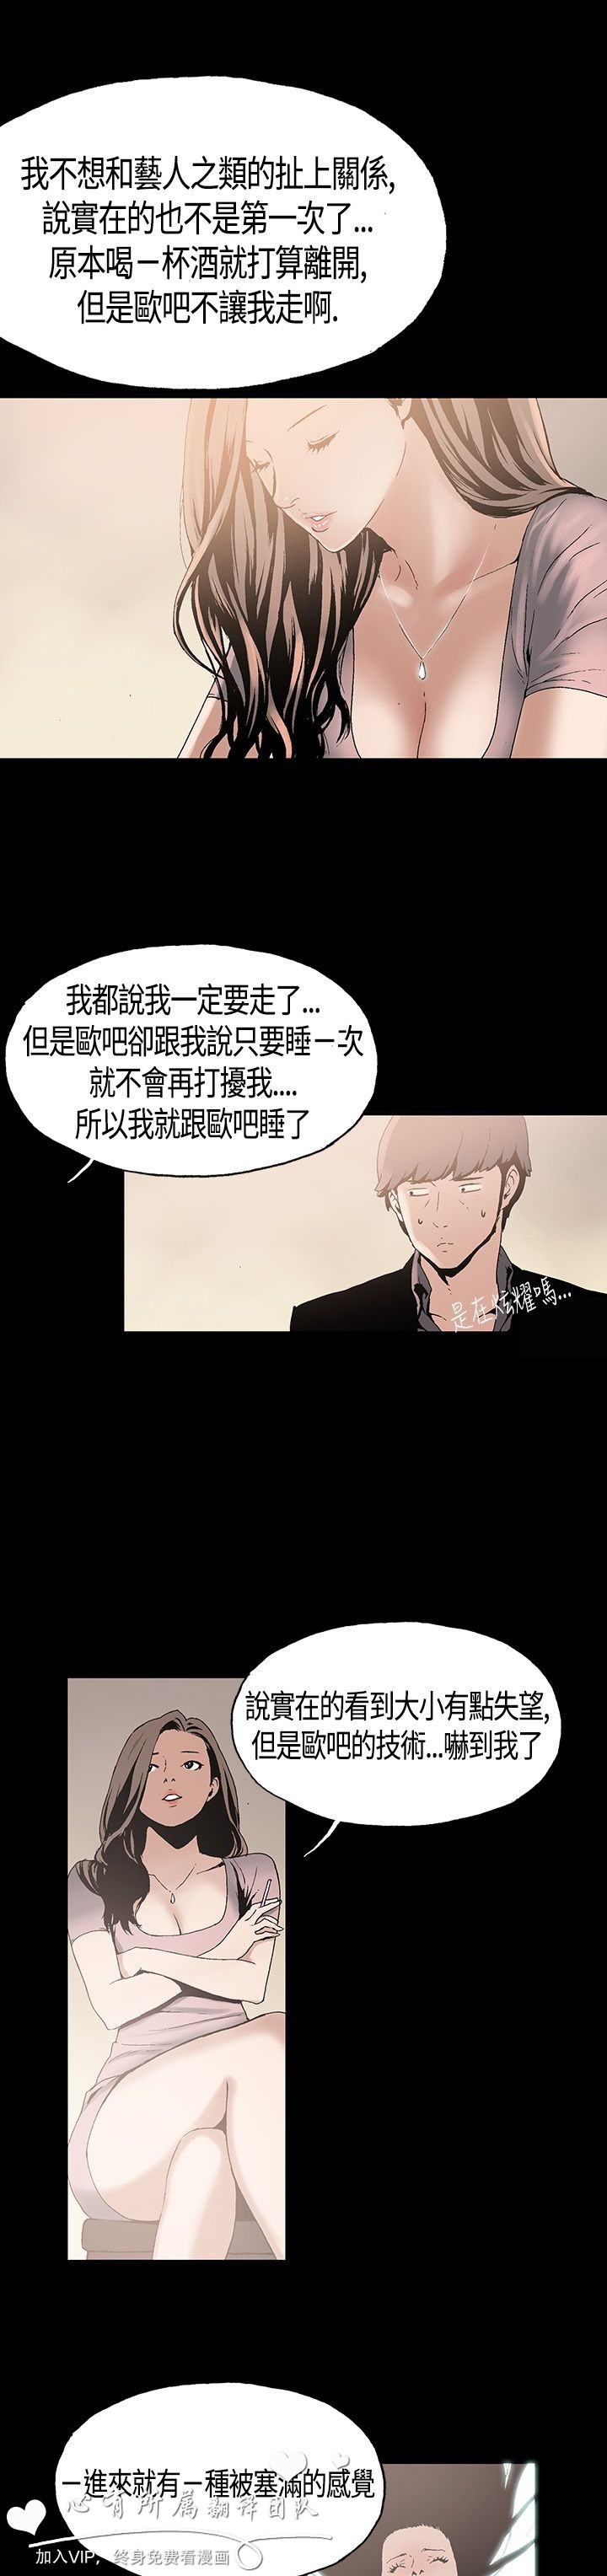 我不想和藝人之類的扯上關係,
說實在的也不是第一次了...
原本喝一杯酒就打算離開,
但是歐吧不讓我走啊.
我都說我一定要走了...
但是歐吧卻跟我說只要睡一次
就不會再打擾我....
所以我就跟歐吧睡了
是在炫耀嗎...
說實在的看到大小有點失望,
但是歐吧的技術...嚇到我了
一進來就有一種被塞滿的感覺
心有所属翻译团队
加入VIP，终身免费看漫画